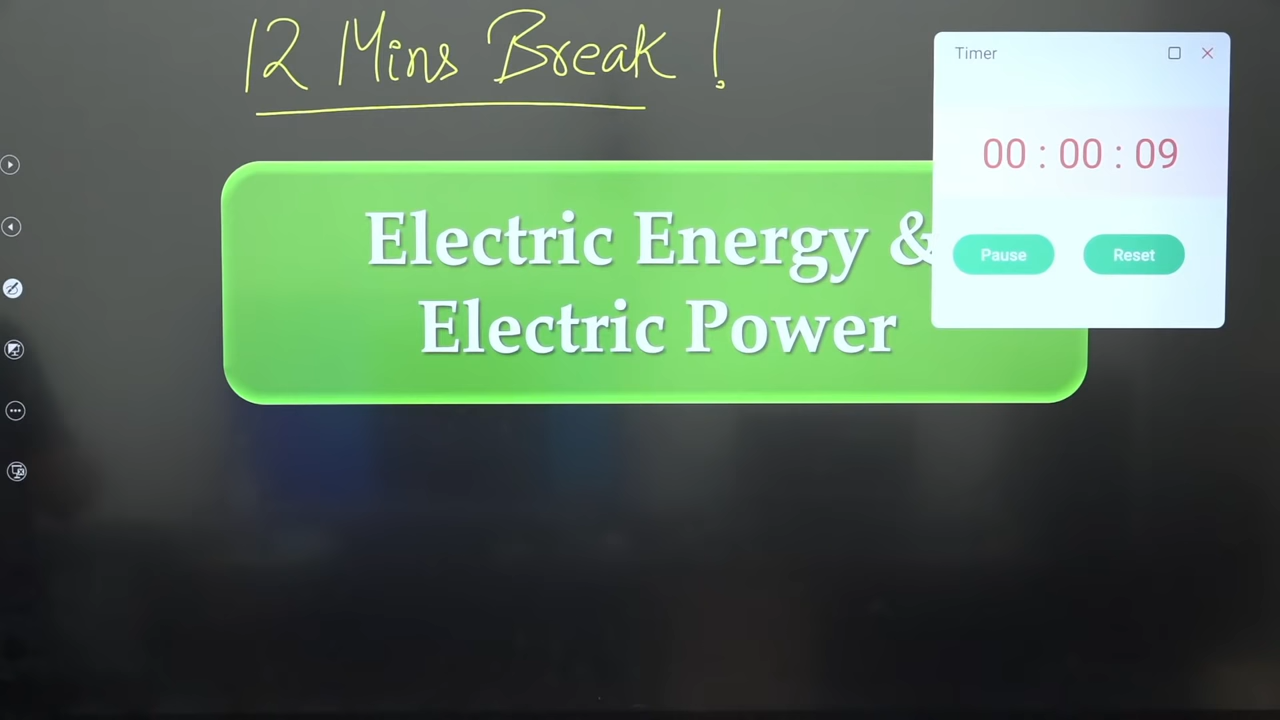 12 Mins Break !
Timer
00 : 00 : 09
Pause
Reset
Electric Energy &
Electric Power